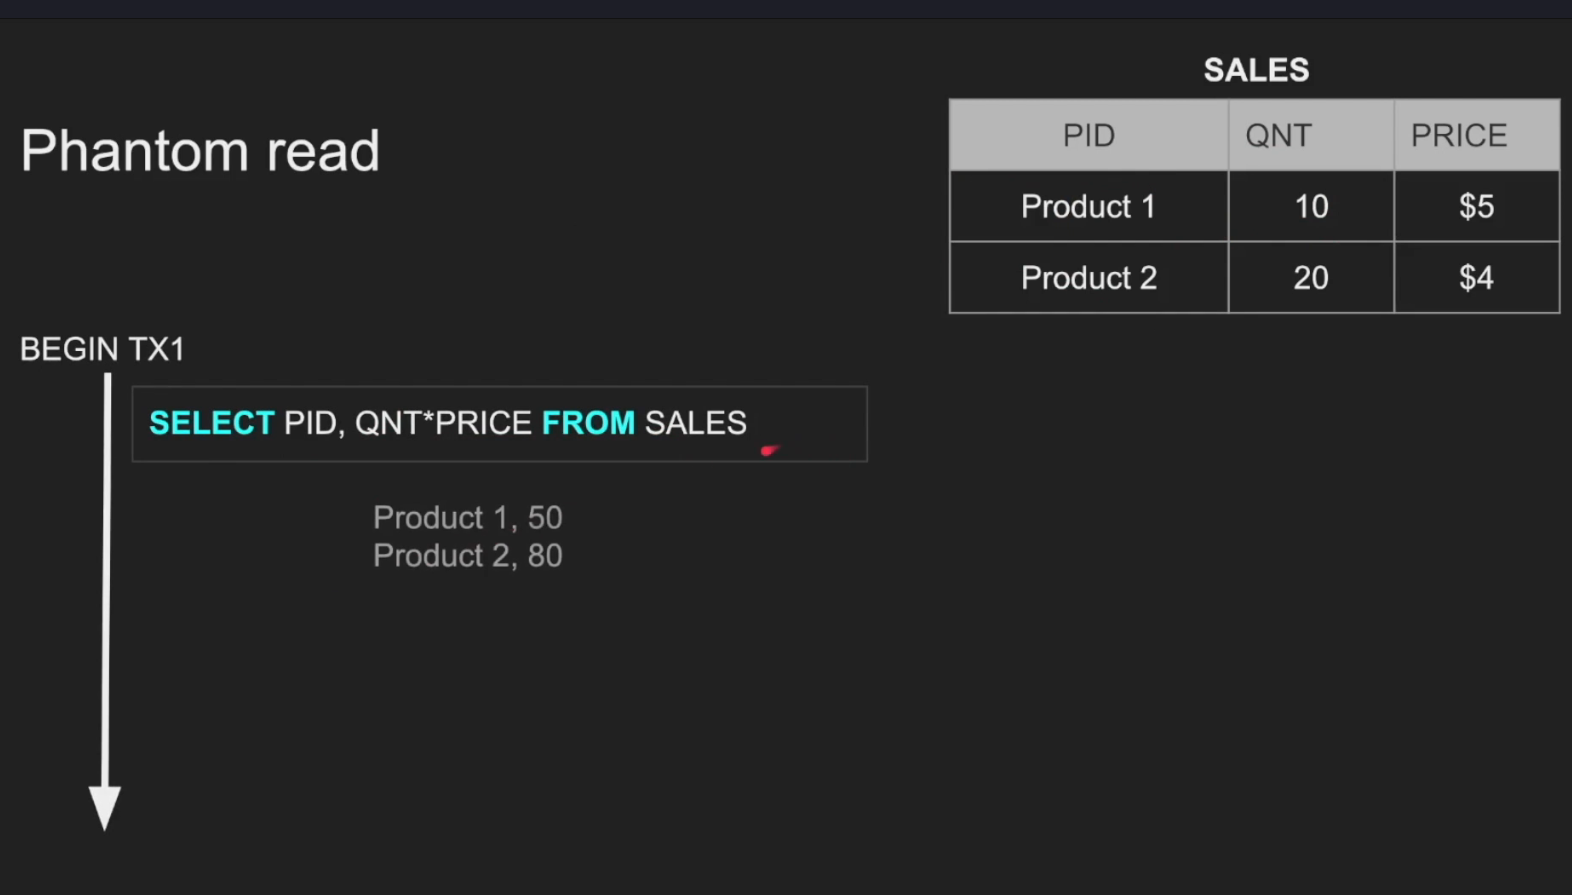 Phantom read
SALES
PID QNT PRICE
Product 1 10 $5
Product 2 20 $4
BEGIN TX1
SELECT PID, QNT*PRICE FROM SALES
Product 1, 50
Product 2, 80